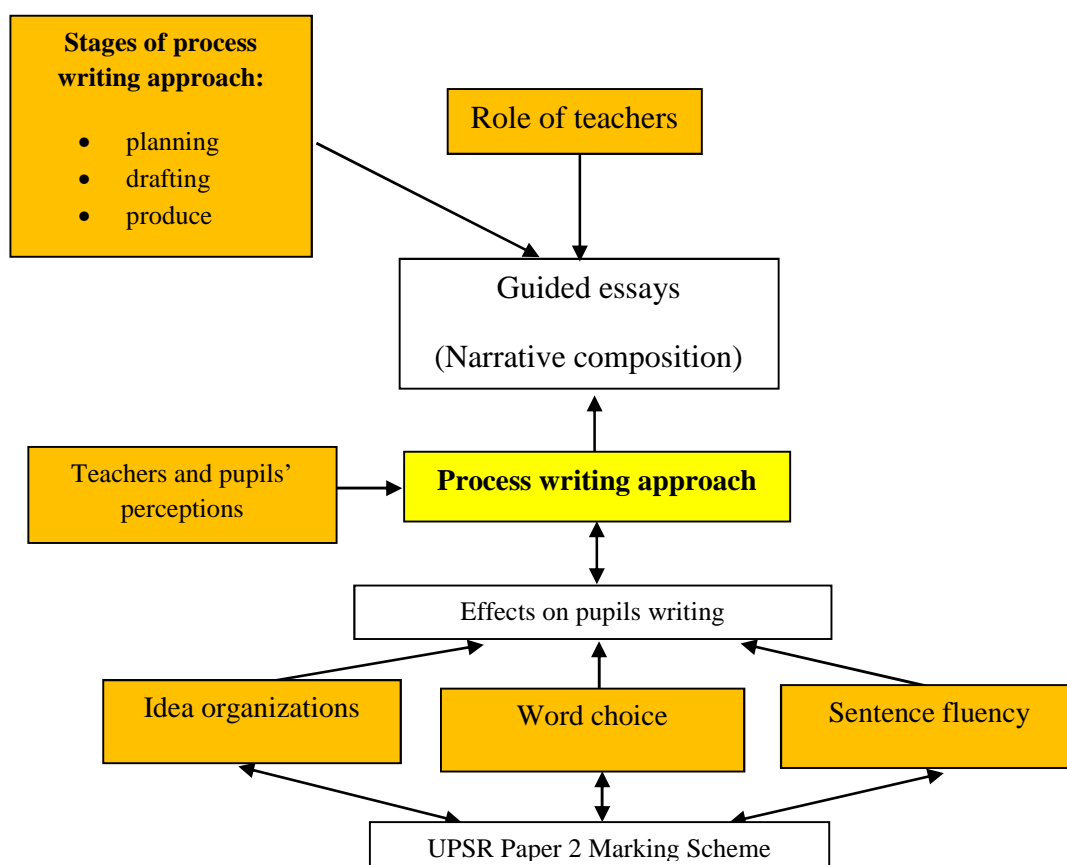 Stages of process
writing approach:
• planning
• drafting
• produce
Role of teachers
Guided essays
(Narrative composition)
Teachers and pupils’
perceptions
Process writing approach
Effects on pupils writing
Idea organizations
Word choice
Sentence fluency
UPSR Paper 2 Marking Scheme